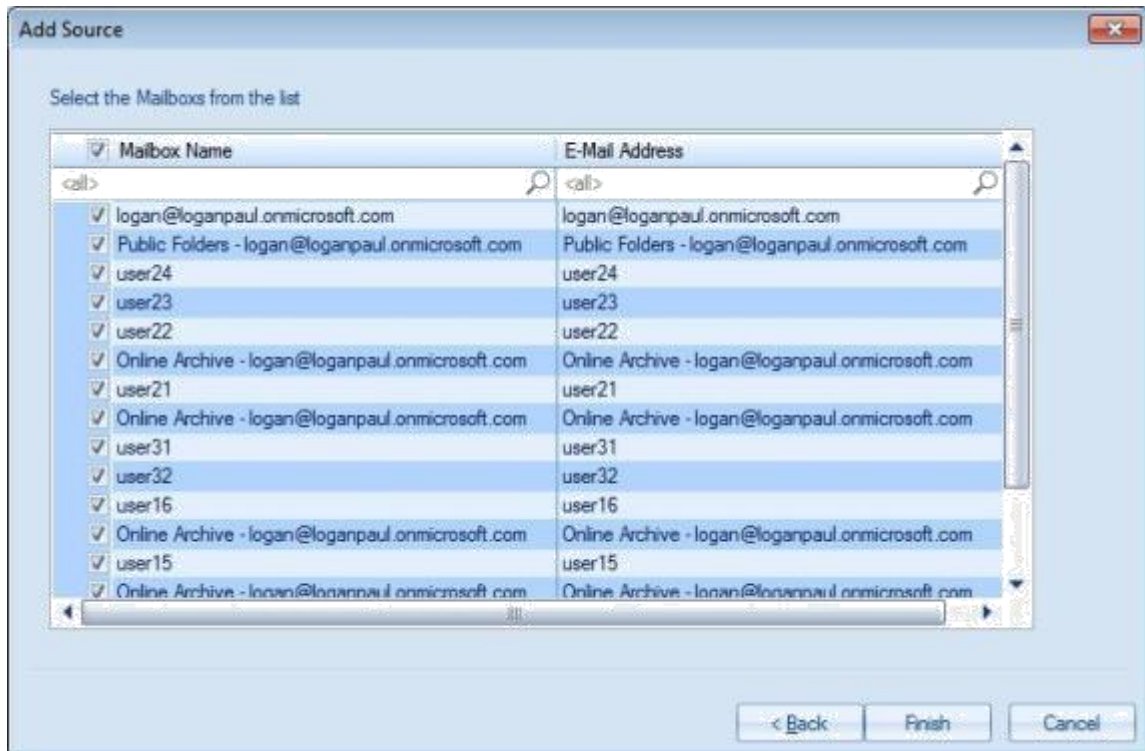 Add Source
Select the Mailboxs from the list
Mailbox Name E-Mail Address
<all> <all>
logan@loganpaul.onmicrosoft.com logan@loganpaul.onmicrosoft.com
Public Folders - logan@loganpaul.onmicrosoft.com Public Folders - logan@loganpaul.onmicrosoft.com
user24 user24
user23 user23
user22 user22
Online Archive - logan@loganpaul.onmicrosoft.com Online Archive - logan@loganpaul.onmicrosoft.com
user21 user21
Online Archive - logan@loganpaul.onmicrosoft.com Online Archive - logan@loganpaul.onmicrosoft.com
user31 user31
user32 user32
user16 user16
Online Archive - logan@loganpaul.onmicrosoft.com Online Archive - logan@loganpaul.onmicrosoft.com
user15 user15
Online Archive - logan@loganpaul.onmicrosoft.com Online Archive - logan@loganpaul.onmicrosoft.com
< Back Finish Cancel